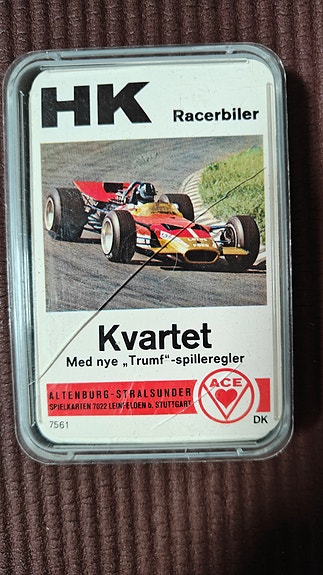 HK
Racerbiler
Kvartet
Med nye „Trumf"-spilleregler
ALTENBURG-STRALSUNDER
SPIELKARTEN 7022 LEINFELDEN b. STUTTGART
ACE
7561
DK